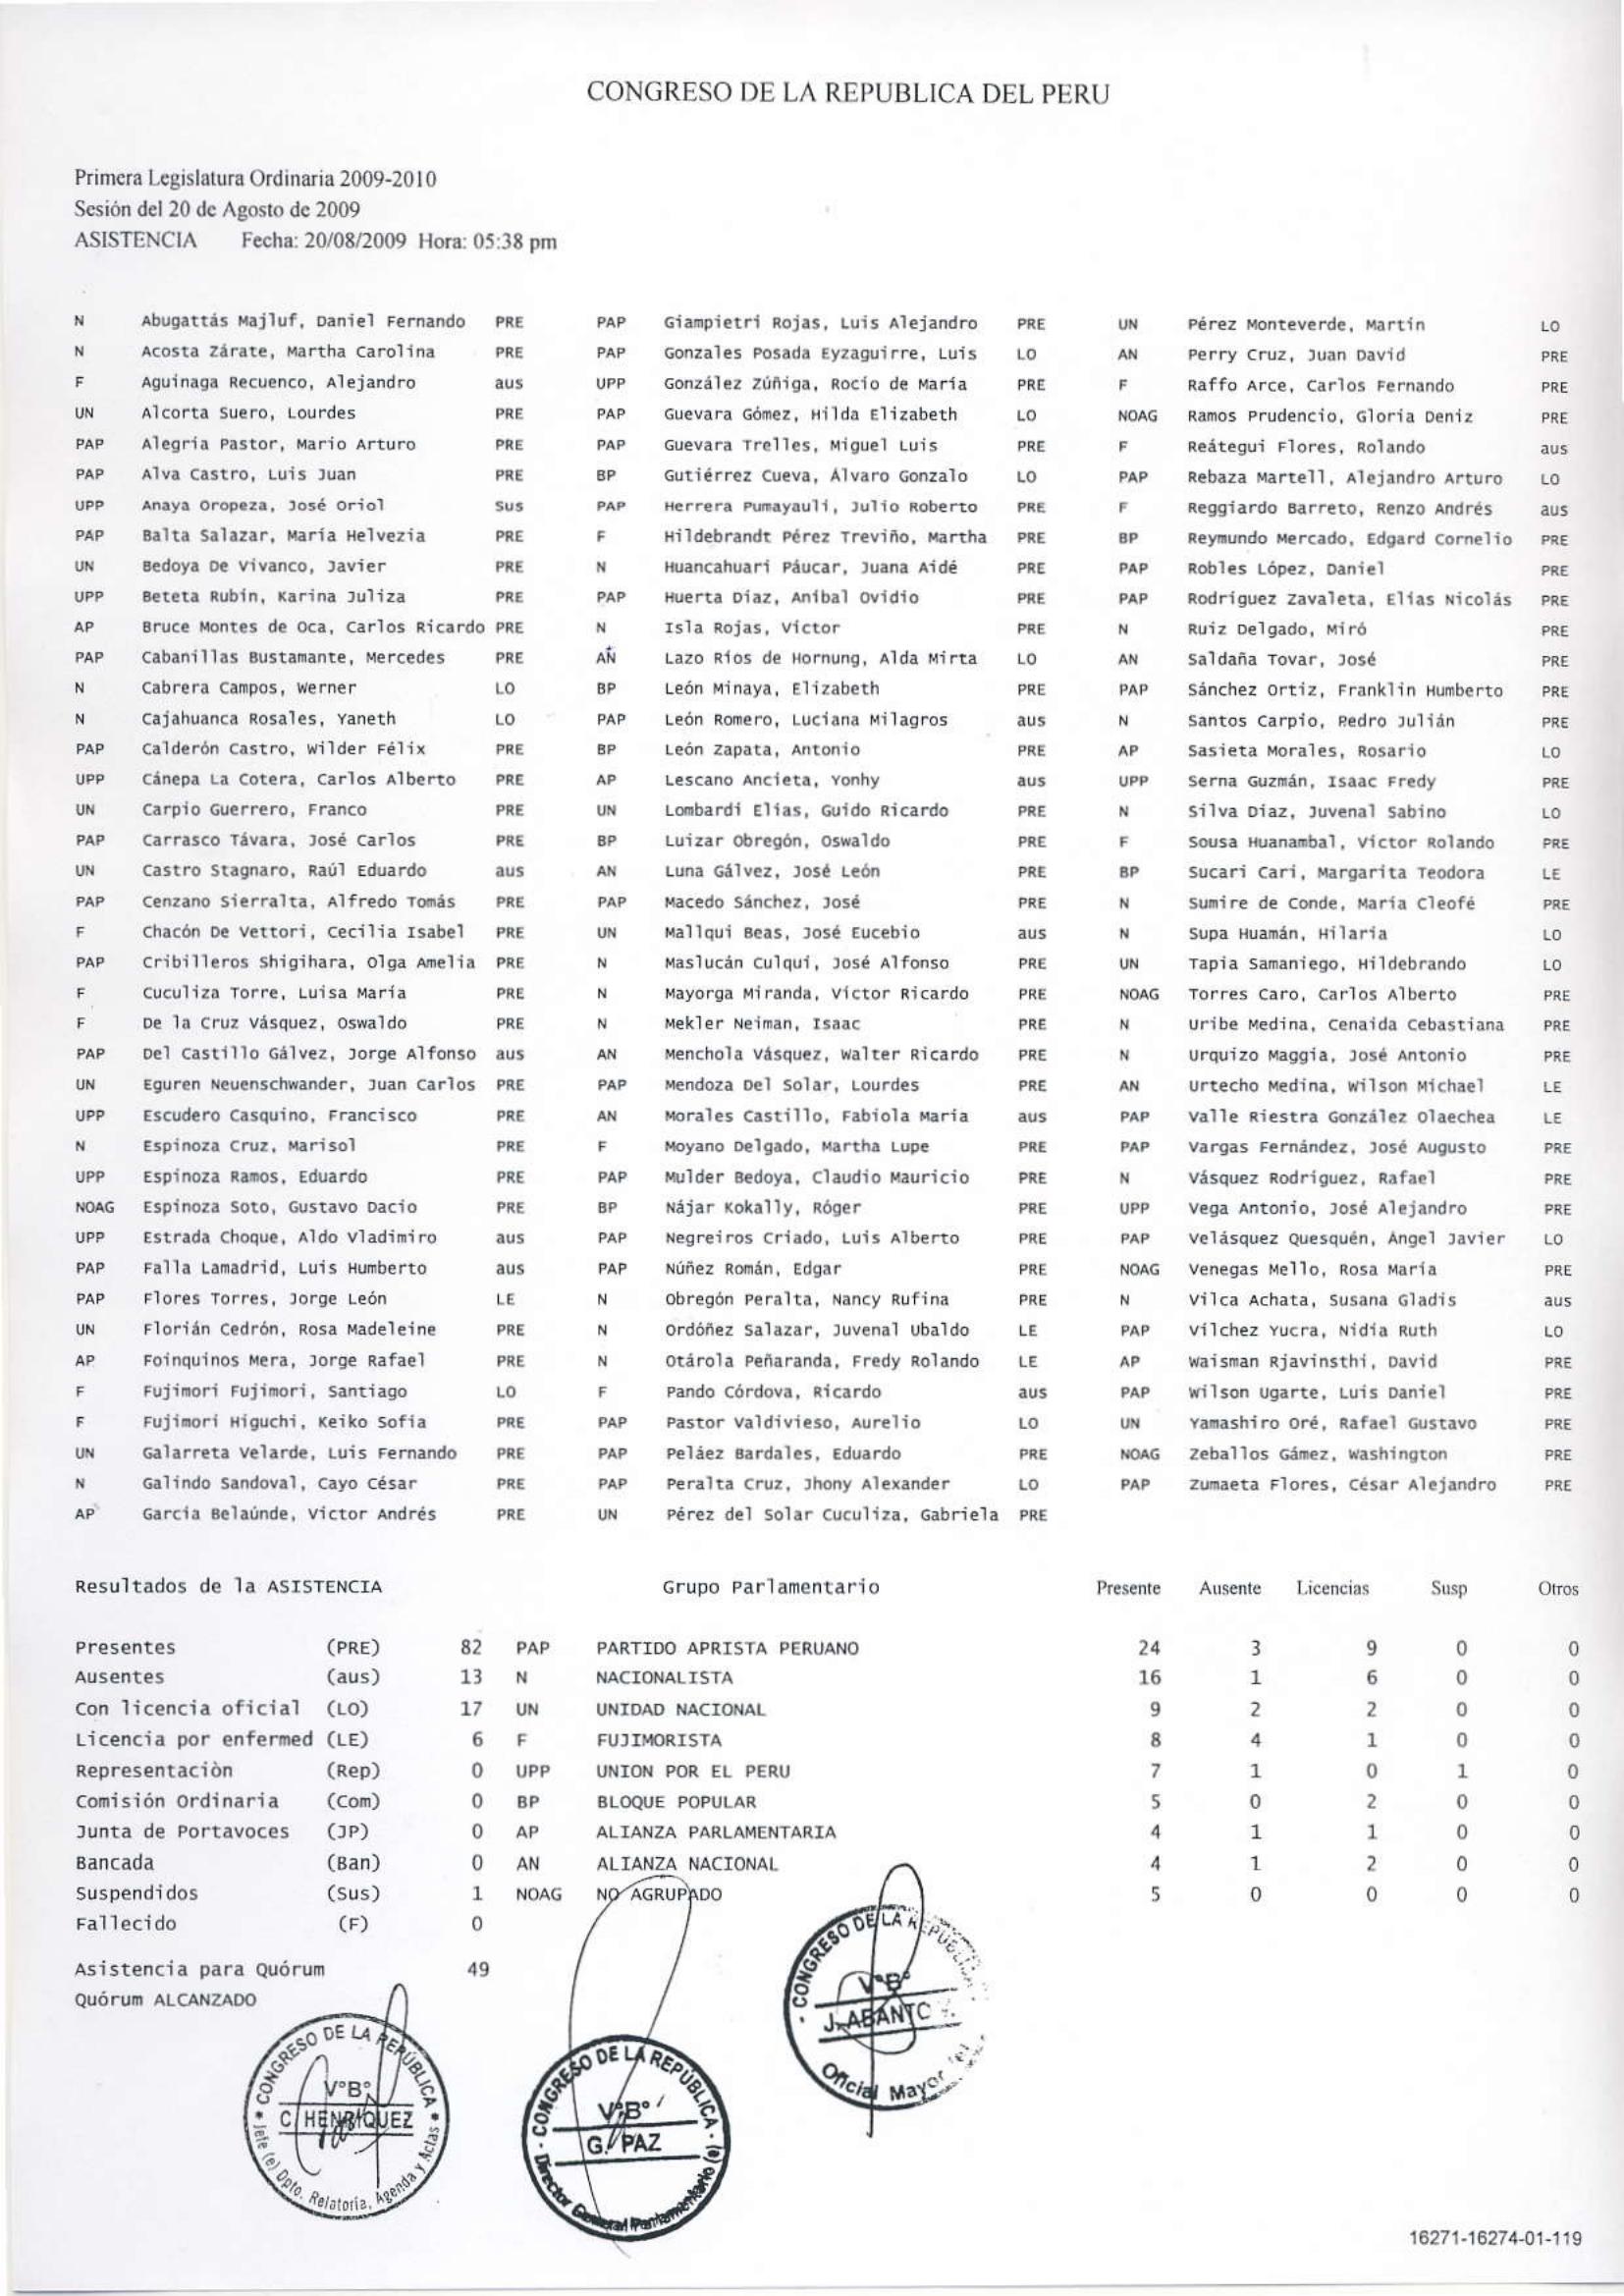 CONGRESO DE LA REPUBLICA DEL PERU
Primera Legislatura Ordinaria 2009-2010
Sesión del 20 de Agosto de 2009
ASISTENCIA Fecha: 20/08/2009 Hora: 05:38 pm
N Abugattás Majluf, Daniel Fernando PRE PAP Giampietri Rojas, Luis Alejandro PRE UN Pérez Monteverde, Martín LO
N Acosta Zárate, Martha Carolina PRE PAP Gonzales Posada Eyzaguirre, Luis LO AN Perry Cruz, Juan David PRE
F Aguinaga Recuenco, Alejandro aus UPP González Zúñiga, Rocío de María PRE F Raffo Arce, Carlos Fernando PRE
UN Alcorta Suero, Lourdes PRE PAP Guevara Gómez, Hilda Elizabeth LO NOAG Ramos Prudencio, Gloria Deniz PRE
PAP Alegría Pastor, Mario Arturo PRE PAP Guevara Trelles, Miguel Luis PRE F Reátegui Flores, Rolando aus
PAP Alva Castro, Luis Juan PRE BP Gutiérrez Cueva, Álvaro Gonzalo LO PAP Rebaza Martell, Alejandro Arturo LO
UPP Anaya Oropeza, José Oriol Sus PAP Herrera Pumayauli, Julio Roberto PRE F Reggiardo Barreto, Renzo Andrés aus
PAP Balta Salazar, María Helvezia PRE F Hildebrandt Pérez Treviño, Martha PRE BP Reymundo Mercado, Edgard Cornelio PRE
UN Bedoya De Vivanco, Javier PRE N Huancahuari Páucar, Juana Aidé PRE PAP Robles López, Daniel PRE
UPP Beteta Rubín, Karina Juliza PRE PAP Huerta Díaz, Aníbal Ovidio PRE PAP Rodríguez Zavaleta, Elías Nicolás PRE
AP Bruce Montes de Oca, Carlos Ricardo PRE N Isla Rojas, Víctor PRE N Ruiz Delgado, Miró PRE
PAP Cabanillas Bustamante, Mercedes PRE AN Lazo Ríos de Hornung, Alda Mirta LO AN Saldaña Tovar, José PRE
N Cabrera Campos, Werner LO BP León Minaya, Elizabeth PRE PAP Sánchez Ortiz, Franklin Humberto PRE
N Cajahuanca Rosales, Yaneth LO PAP León Romero, Luciana Milagros aus N Santos Carpio, Pedro Julián PRE
PAP Calderón Castro, Wilder Félix PRE BP León Zapata, Antonio PRE AP Sasieta Morales, Rosario LO
UPP Cánepa La Cotera, Carlos Alberto PRE AP Lescano Ancieta, Yonhy aus UPP Serna Guzmán, Isaac Fredy PRE
UN Carpio Guerrero, Franco PRE UN Lombardi Elías, Guido Ricardo PRE N Silva Díaz, Juvenal Sabino LO
PAP Carrasco Távara, José Carlos PRE BP Luizar Obregón, Oswaldo PRE F Sousa Huanambal, Víctor Rolando PRE
UN Castro Stagnaro, Raúl Eduardo aus AN Luna Gálvez, José León PRE BP Sucari Cari, Margarita Teodora LE
PAP Cenzano Sierralta, Alfredo Tomás PRE PAP Macedo Sánchez, José PRE N Sumire de Conde, María Cleofé PRE
F Chacón De Vettori, Cecilia Isabel PRE UN Mallqui Beas, José Eucebio aus N Supa Huamán, Hilaria LO
PAP Cribilleros Shigihara, Olga Amelia PRE N Maslucán Culqui, José Alfonso PRE UN Tapia Samaniego, Hildebrando LO
F Cuculiza Torre, Luisa María PRE N Mayorga Miranda, Víctor Ricardo PRE NOAG Torres Caro, Carlos Alberto PRE
F De la Cruz Vásquez, Oswaldo PRE N Mekler Neiman, Isaac PRE N Uribe Medina, Cenaida Cebastiana PRE
PAP Del Castillo Gálvez, Jorge Alfonso aus AN Menchola Vásquez, Walter Ricardo PRE N Urquizo Maggia, José Antonio PRE
UN Eguren Neuenschwander, Juan Carlos PRE PAP Mendoza Del Solar, Lourdes PRE AN Urtecho Medina, Wilson Michael LE
UPP Escudero Casquino, Francisco PRE AN Morales Castillo, Fabiola María aus PAP Valle Riestra González Olaechea LE
N Espinoza Cruz, Marisol PRE F Moyano Delgado, Martha Lupe PRE PAP Vargas Fernández, José Augusto PRE
UPP Espinoza Ramos, Eduardo PRE PAP Mulder Bedoya, Claudio Mauricio PRE N Vásquez Rodríguez, Rafael PRE
NOAG Espinoza Soto, Gustavo Dacio PRE BP Nájar Kokally, Róger PRE UPP Vega Antonio, José Alejandro PRE
UPP Estrada Choque, Aldo Vladimiro aus PAP Negreiros Criado, Luis Alberto PRE PAP Velásquez Quesquén, Ángel Javier LO
PAP Falla Lamadrid, Luis Humberto aus PAP Núñez Román, Edgar PRE NOAG Venegas Mello, Rosa María PRE
PAP Flores Torres, Jorge León LE N Obregón Peralta, Nancy Rufina PRE N Vilca Achata, Susana Gladis aus
UN Florián Cedrón, Rosa Madeleine PRE N Ordóñez Salazar, Juvenal Ubaldo LE PAP Vilchez Yucra, Nidia Ruth LO
AP Foinquinos Mera, Jorge Rafael PRE N Otárola Peñaranda, Fredy Rolando LE AP Waisman Rjavinsthi, David PRE
F Fujimori Fujimori, Santiago LO F Pando Córdova, Ricardo aus PAP Wilson Ugarte, Luis Daniel PRE
F Fujimori Higuchi, Keiko Sofía PRE PAP Pastor Valdivieso, Aurelio LO UN Yamashiro Oré, Rafael Gustavo PRE
UN Galarreta Velarde, Luis Fernando PRE PAP Peláez Bardales, Eduardo PRE NOAG Zeballos Gámez, Washington PRE
N Galindo Sandoval, Cayo César PRE PAP Peralta Cruz, Jhony Alexander LO PAP Zumaeta Flores, César Alejandro PRE
AP García Belaúnde, Víctor Andrés PRE UN Pérez del Solar Cuculiza, Gabriela PRE
Resultados de la ASISTENCIA Grupo Parlamentario Presente Ausente Licencias Susp Otros
Presentes (PRE) 82 PAP PARTIDO APRISTA PERUANO 24 3 9 0 0
Ausentes (aus) 13 N NACIONALISTA 16 1 6 0 0
Con licencia oficial (LO) 17 UN UNIDAD NACIONAL 9 2 2 0 0
Licencia por enfermed (LE) 6 F FUJIMORISTA 8 4 1 0 0
Representaciòn (Rep) 0 UPP UNION POR EL PERU 7 1 0 1 0
Comisión Ordinaria (Com) 0 BP BLOQUE POPULAR 5 0 2 0 0
Junta de Portavoces (JP) 0 AP ALIANZA PARLAMENTARIA 4 1 1 0 0
Bancada (Ban) 0 AN ALIANZA NACIONAL 4 1 2 0 0
Suspendidos (Sus) 1 NOAG NO AGRUPADO 5 0 0 0 0
Fallecido (F) 0
Asistencia para Quórum 49
Quórum ALCANZADO
CONGRESO DE LA REPÚBLICA
V°B°
J. ABANTO
Oficial Mayor
CONGRESO DE LA REPÚBLICA
V°B°
C. HENRIQUEZ
Jefe (e) Dpto. Relatoría, Agenda y Actas
CONGRESO DE LA REPÚBLICA
V°B°
G. PAZ
Director General Parlamentario (e)
16271-16274-01-119